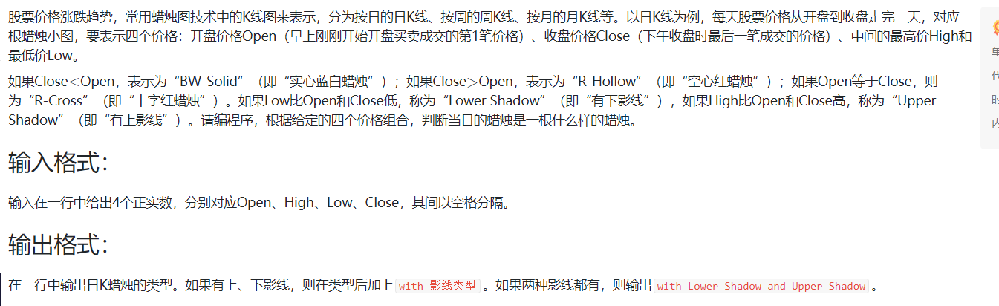 股票价格涨跌趋势，常用蜡烛图技术中的K线图来表示，分为按日的日K线、按周的周K线、按月的月K线等。以日K线为例，每天股票价格从开盘到收盘走完一天，对应一
根蜡烛小图，要表示四个价格：开盘价格Open（早上刚刚开始开盘买卖成交的第1笔价格）、收盘价格Close（下午收盘时最后一笔成交的价格）、中间的最高价High和
最低价Low。
如果Close＜Open，表示为“BW-Solid”（即“实心蓝白蜡烛”）；如果Close＞Open，表示为“R-Hollow”（即“空心红蜡烛”）；如果Open等于Close，则
为“R-Cross”（即“十字红蜡烛”）。如果Low比Open和Close低，称为“Lower Shadow”（即“有下影线”），如果High比Open和Close高，称为“Upper
Shadow”（即“有上影线”）。请编程序，根据给定的四个价格组合，判断当日的蜡烛是一根什么样的蜡烛。
输入格式：
输入在一行中给出4个正实数，分别对应Open、High、Low、Close，其间以空格分隔。
输出格式：
在一行中输出日K蜡烛的类型。如果有上、下影线，则在类型后加上 with 影线类型 。如果两种影线都有，则输出 with Lower Shadow and Upper Shadow 。